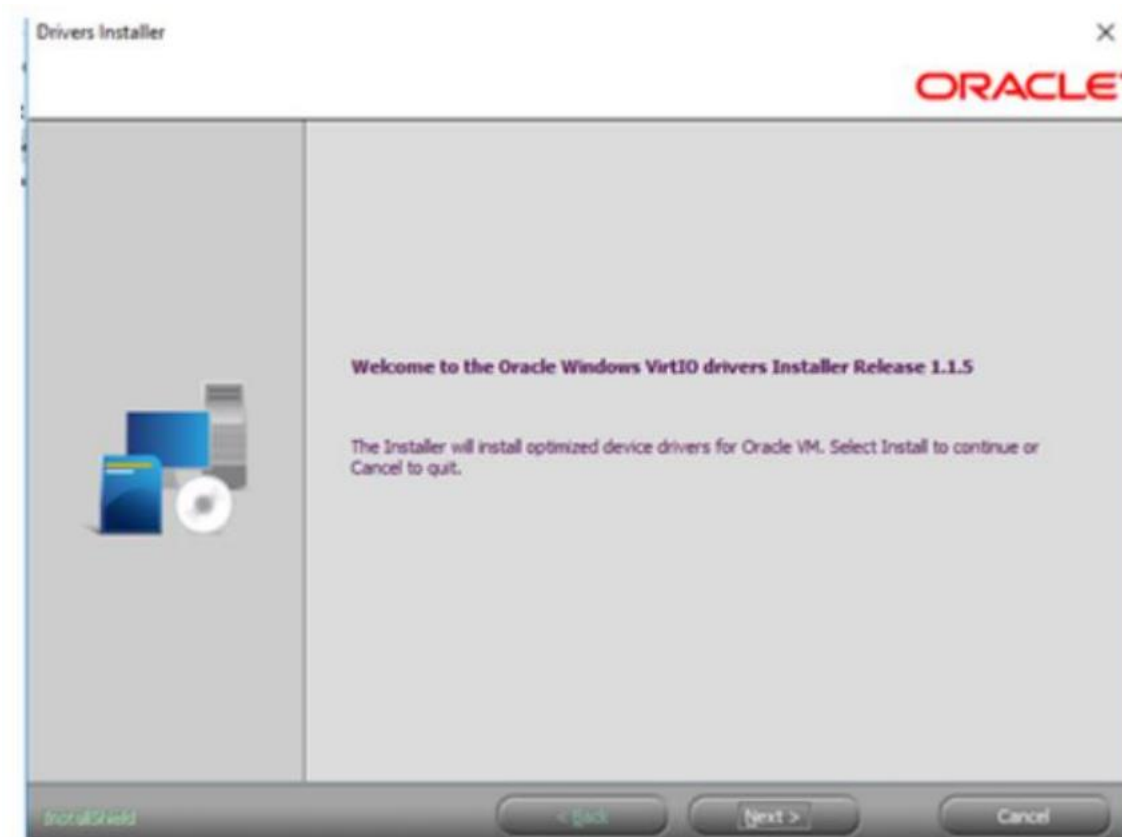 Drivers Installer
ORACLE
Welcome to the Oracle Windows VirtIO drivers Installer Release 1.1.5
The Installer will install optimized device drivers for Oracle VM. Select Install to continue or
Cancel to quit.
InstallShield
< Back
Next >
Cancel